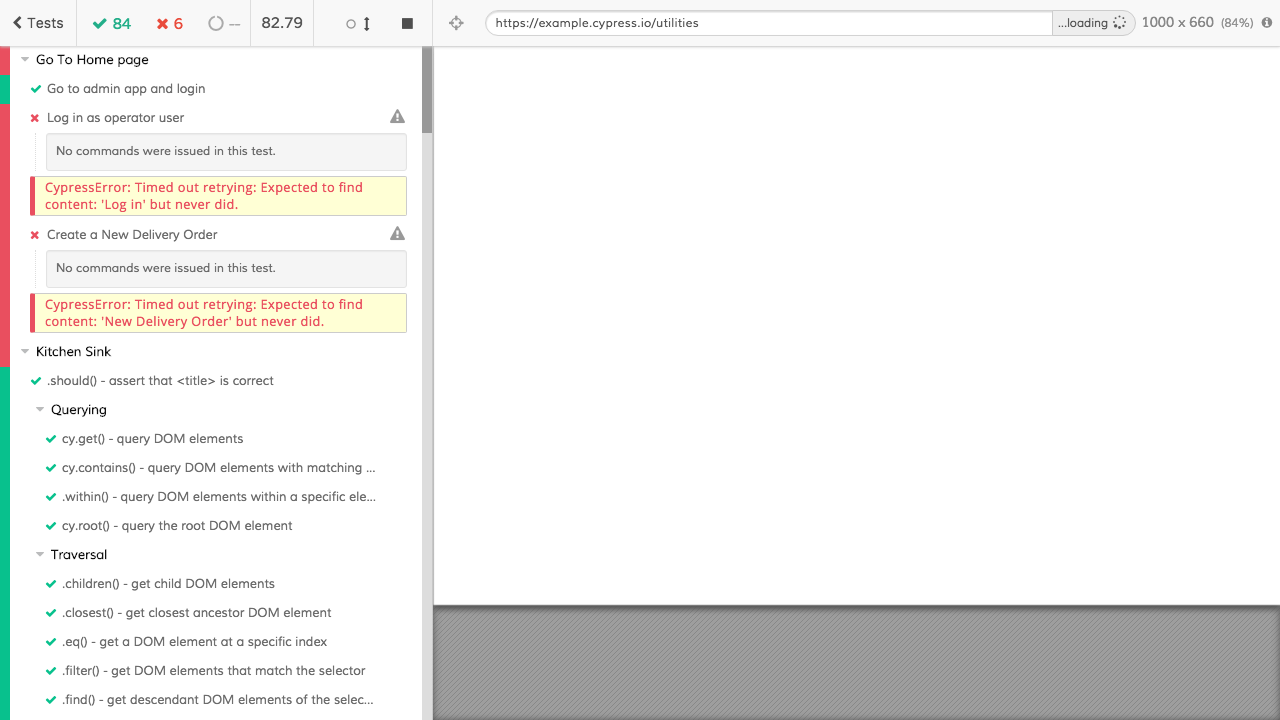 Tests 84 6 -- 82.79
https://example.cypress.io/utilities ...loading 1000 x 660 (84%)
Go To Home page
Go to admin app and login
Log in as operator user
No commands were issued in this test.
CypressError: Timed out retrying: Expected to find
content: 'Log in' but never did.
Create a New Delivery Order
No commands were issued in this test.
CypressError: Timed out retrying: Expected to find
content: 'New Delivery Order' but never did.
Kitchen Sink
.should() - assert that <title> is correct
Querying
cy.get() - query DOM elements
cy.contains() - query DOM elements with matching ...
.within() - query DOM elements within a specific ele...
cy.root() - query the root DOM element
Traversal
.children() - get child DOM elements
.closest() - get closest ancestor DOM element
.eq() - get a DOM element at a specific index
.filter() - get DOM elements that match the selector
.find() - get descendant DOM elements of the selec...